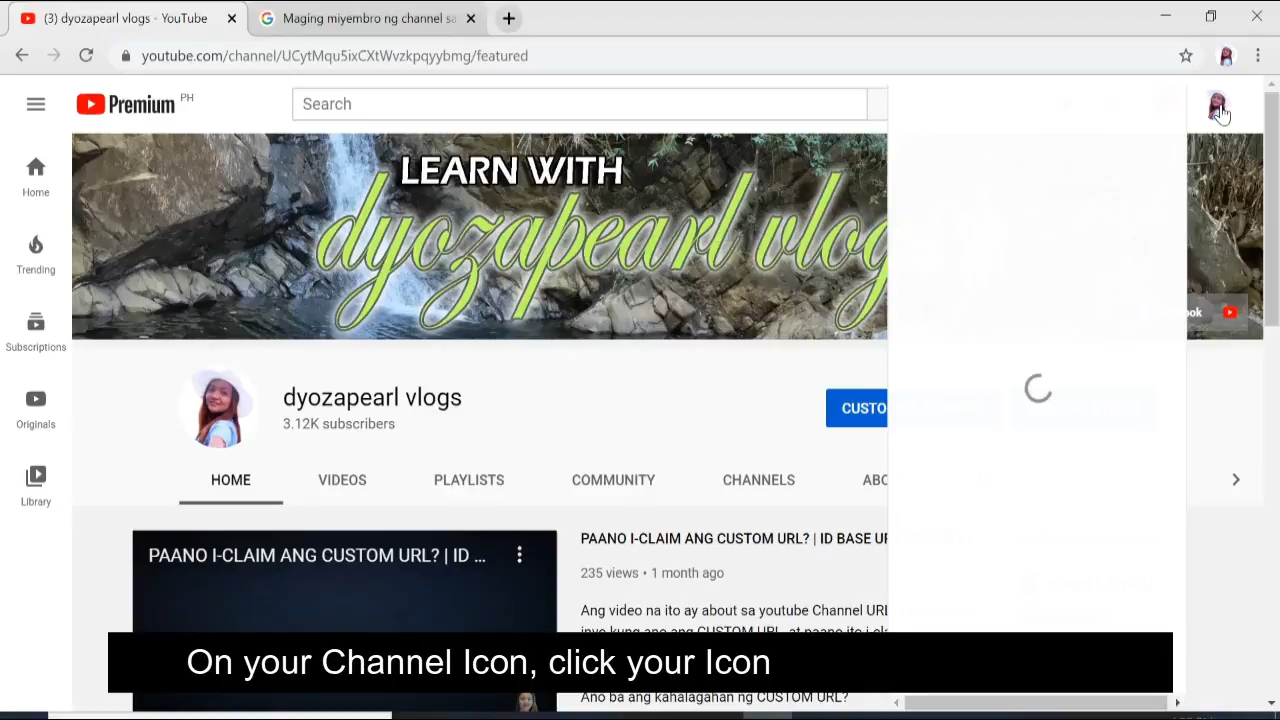 (3) dyozapearl vlogs - YouTube
Maging miyembro ng channel sa
youtube.com/channel/UCytMqu5ixCXtWvzkpqyybmg/featured
Premium PH
Search
Home
Trending
Subscriptions
Originals
Library
LEARN WITH
dyozapearl vlog
dyozapearl vlogs
3.12K subscribers
CUSTO
HOME VIDEOS PLAYLISTS COMMUNITY CHANNELS ABO
PAANO I-CLAIM ANG CUSTOM URL? | ID ...
PAANO I-CLAIM ANG CUSTOM URL? | ID BASE UR
235 views • 1 month ago
Ang video na ito ay about sa youtube Channel URL
On your Channel Icon, click your Icon
Ano ba ang kahalagahan ng CUSTOM URL?